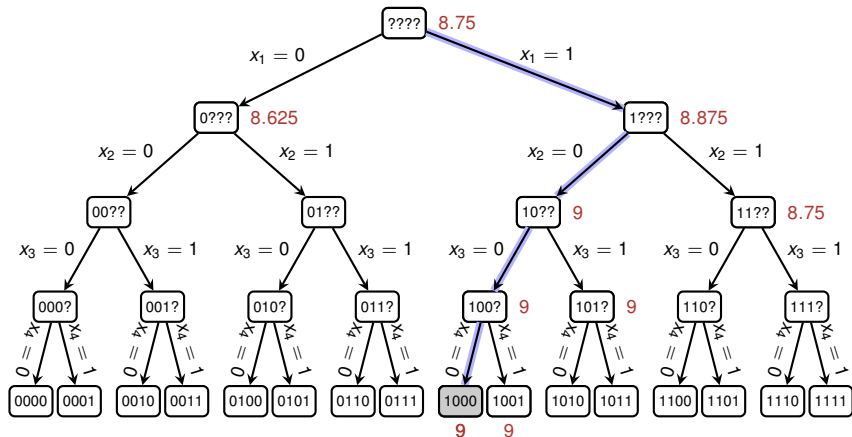 ???? 8.75
x₁ = 0 x₁ = 1
0??? 8.625 1??? 8.875
x₂ = 0 x₂ = 1 x₂ = 0 x₂ = 1
00?? 01?? 10?? 9 11?? 8.75
x₃ = 0 x₃ = 1 x₃ = 0 x₃ = 1 x₃ = 0 x₃ = 1 x₃ = 0 x₃ = 1
000? 001? 010? 011? 100? 9 101? 9 110? 111?
x₄ = 0 x₄ = 1 x₄ = 0 x₄ = 1 x₄ = 0 x₄ = 1 x₄ = 0 x₄ = 1 x₄ = 0 x₄ = 1 x₄ = 0 x₄ = 1 x₄ = 0 x₄ = 1 x₄ = 0 x₄ = 1
0000 0001 0010 0011 0100 0101 0110 0111 1000 1001 1010 1011 1100 1101 1110 1111
9 9